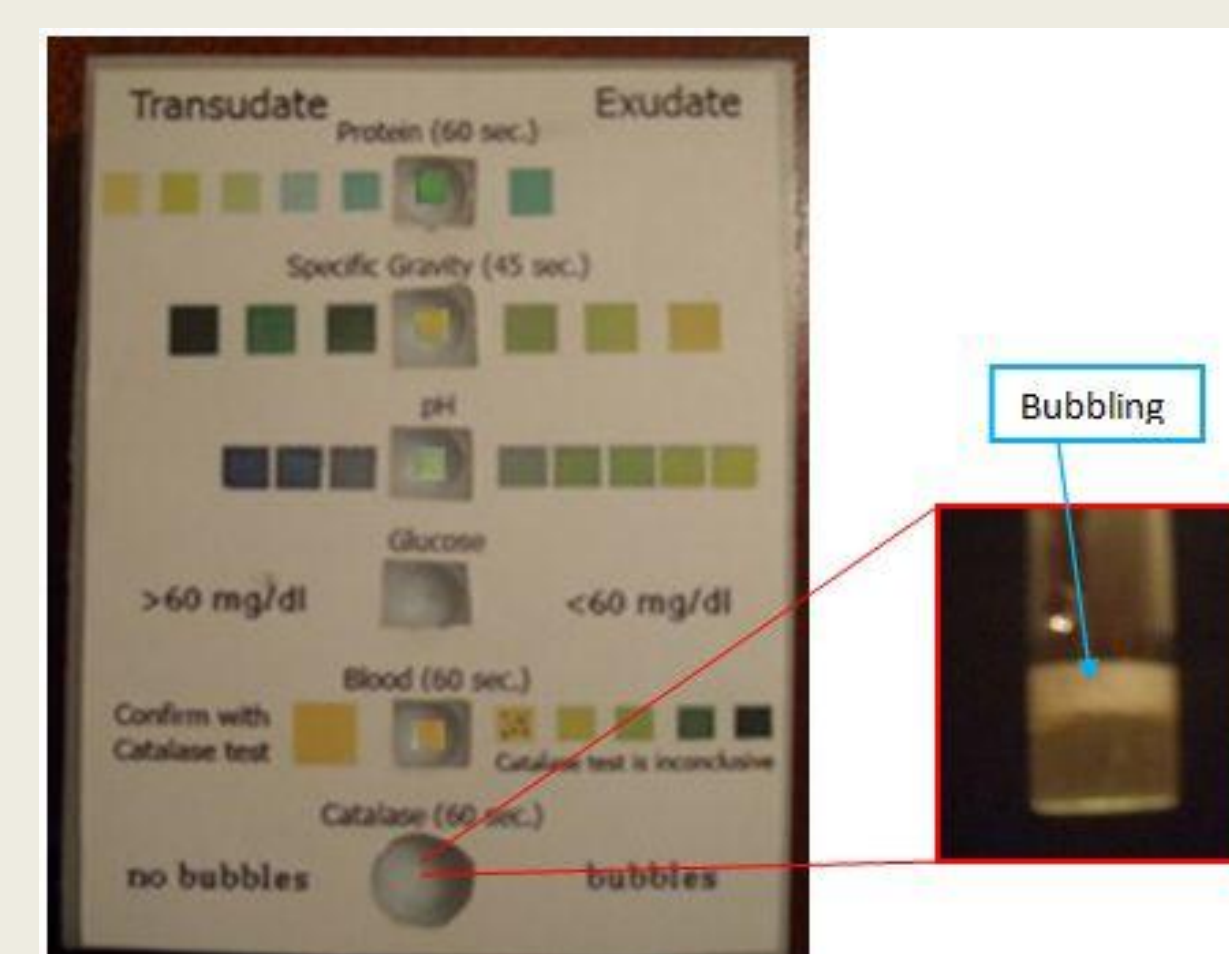 Transudate
Exudate
Protein (60 sec.)
Specific Gravity (45 sec.)
pH
Glucose
>60 mg/dl
<60 mg/dl
Blood (60 sec.)
Confirm with
Catalase test
Catalase test is inconclusive
Catalase (60 sec.)
no bubbles
bubbles
Bubbling